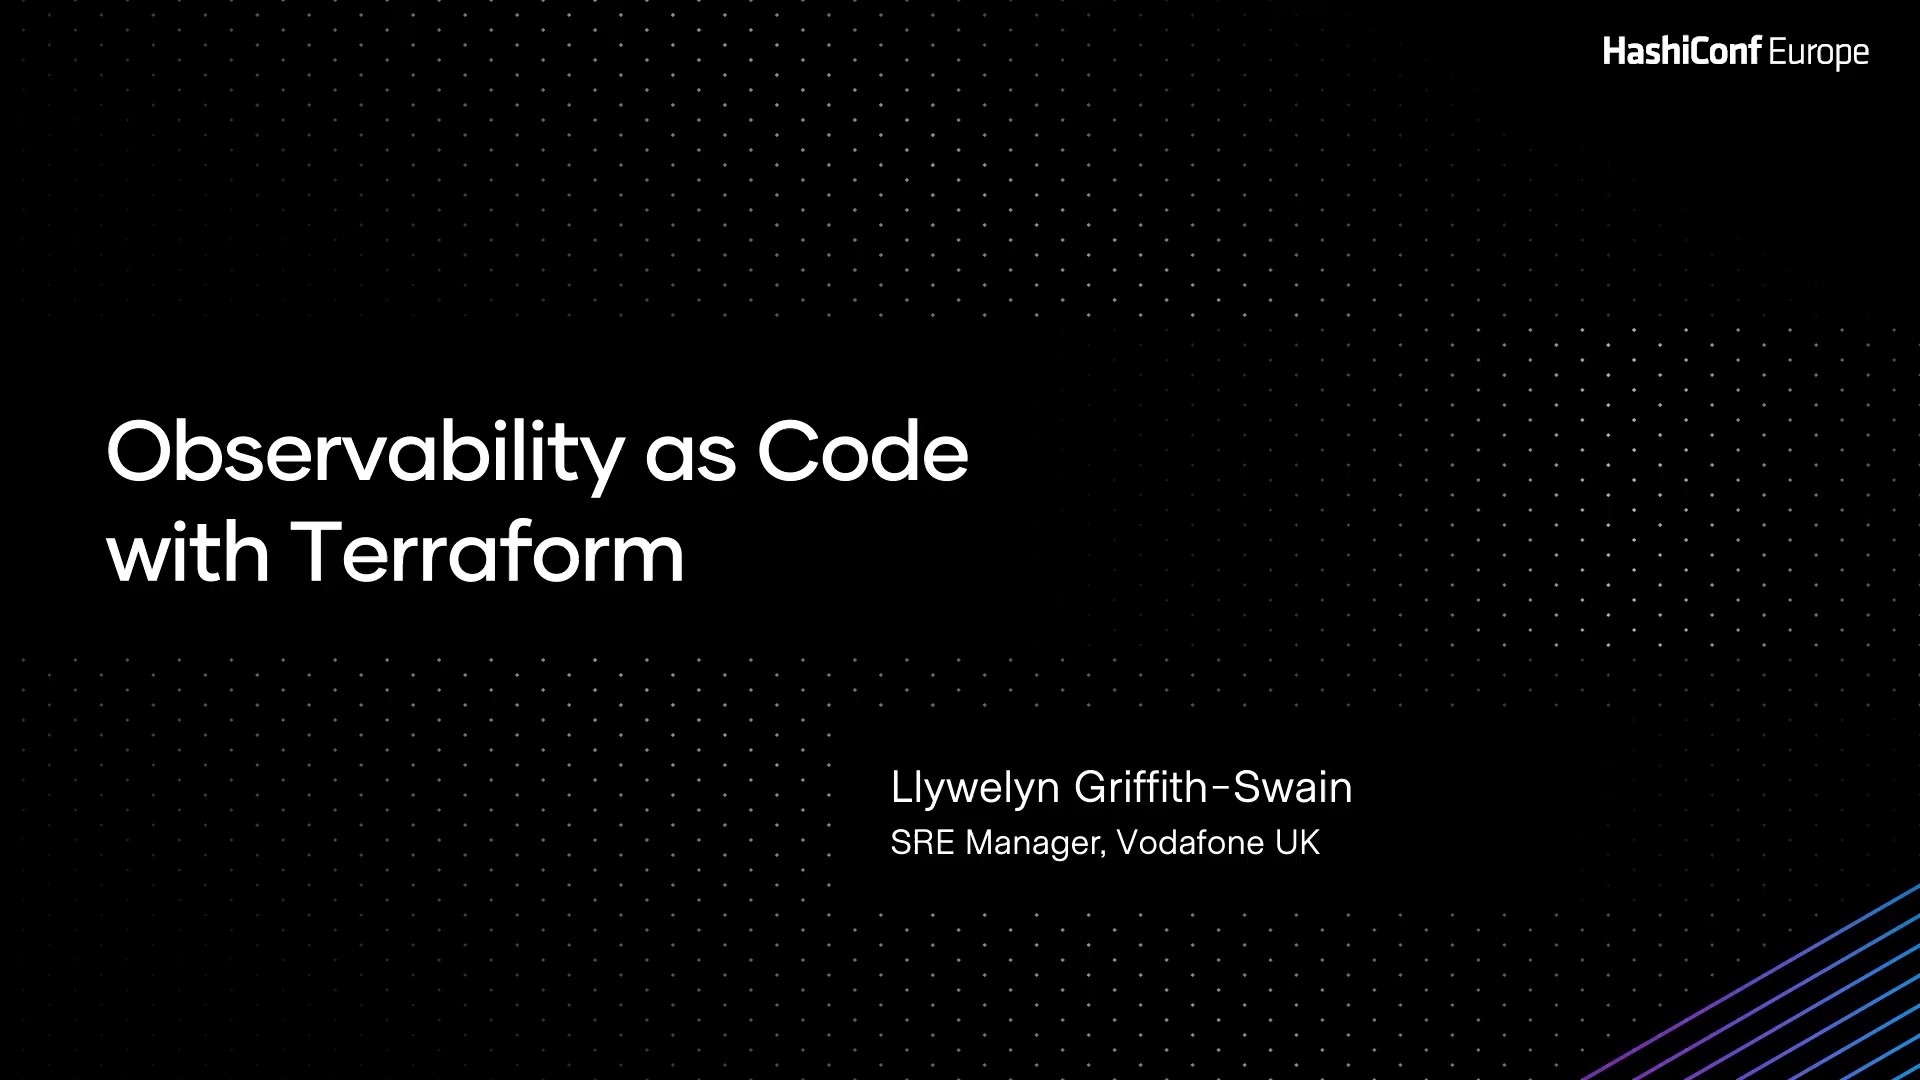 HashiConf Europe
Observability as Code
with Terraform
Llywelyn Griffith-Swain
SRE Manager, Vodafone UK